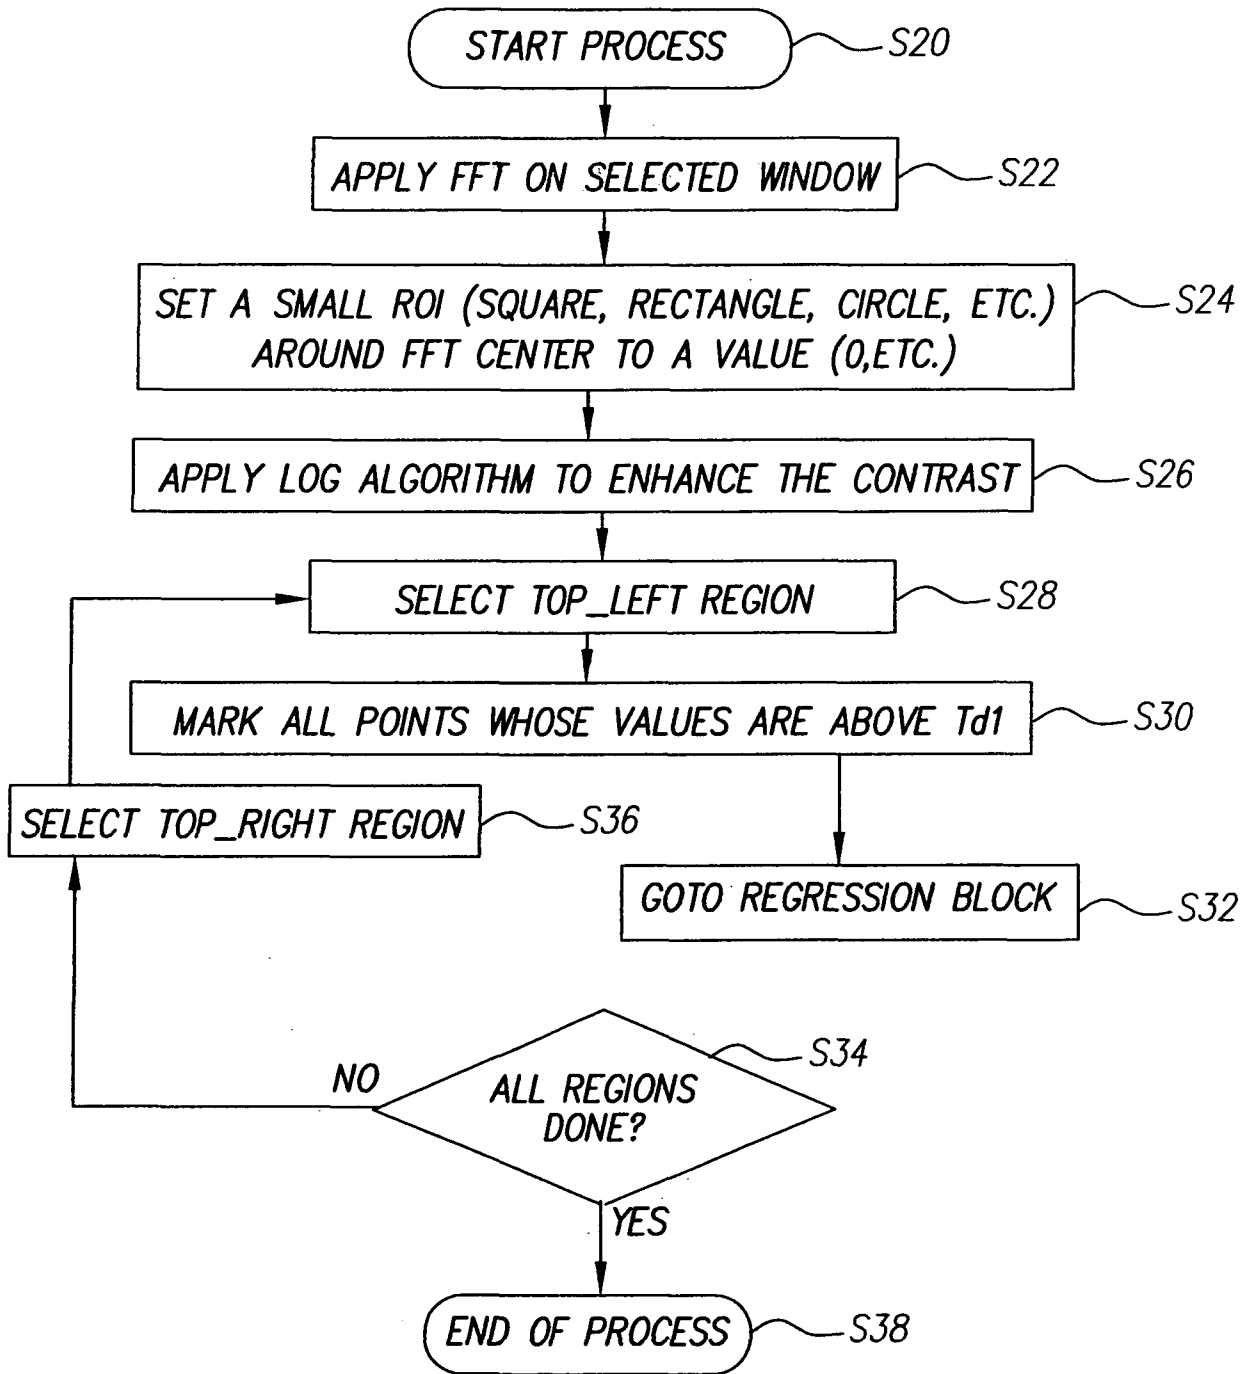 START PROCESS
S20
APPLY FFT ON SELECTED WINDOW
S22
SET A SMALL ROI (SQUARE, RECTANGLE, CIRCLE, ETC.)
AROUND FFT CENTER TO A VALUE (0,ETC.)
S24
APPLY LOG ALGORITHM TO ENHANCE THE CONTRAST
S26
SELECT TOP_LEFT REGION
S28
MARK ALL POINTS WHOSE VALUES ARE ABOVE Td1
S30
SELECT TOP_RIGHT REGION
S36
GOTO REGRESSION BLOCK
S32
S34
NO
ALL REGIONS
DONE?
YES
END OF PROCESS
S38